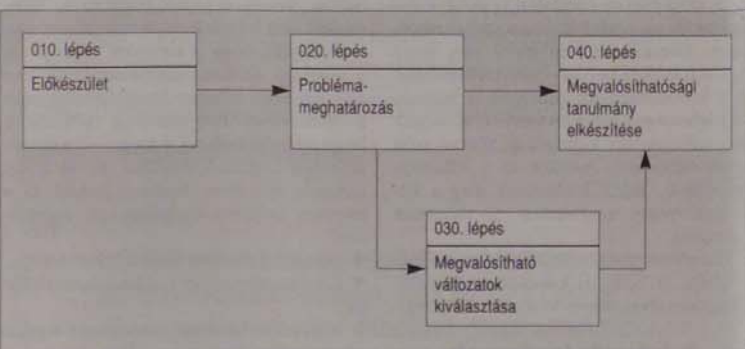 010. lépés
Előkészület
020. lépés
Probléma-
meghatározás
040. lépés
Megvalósíthatósági
tanulmány
elkészítése
030. lépés
Megvalósítható
változatok
kiválasztása